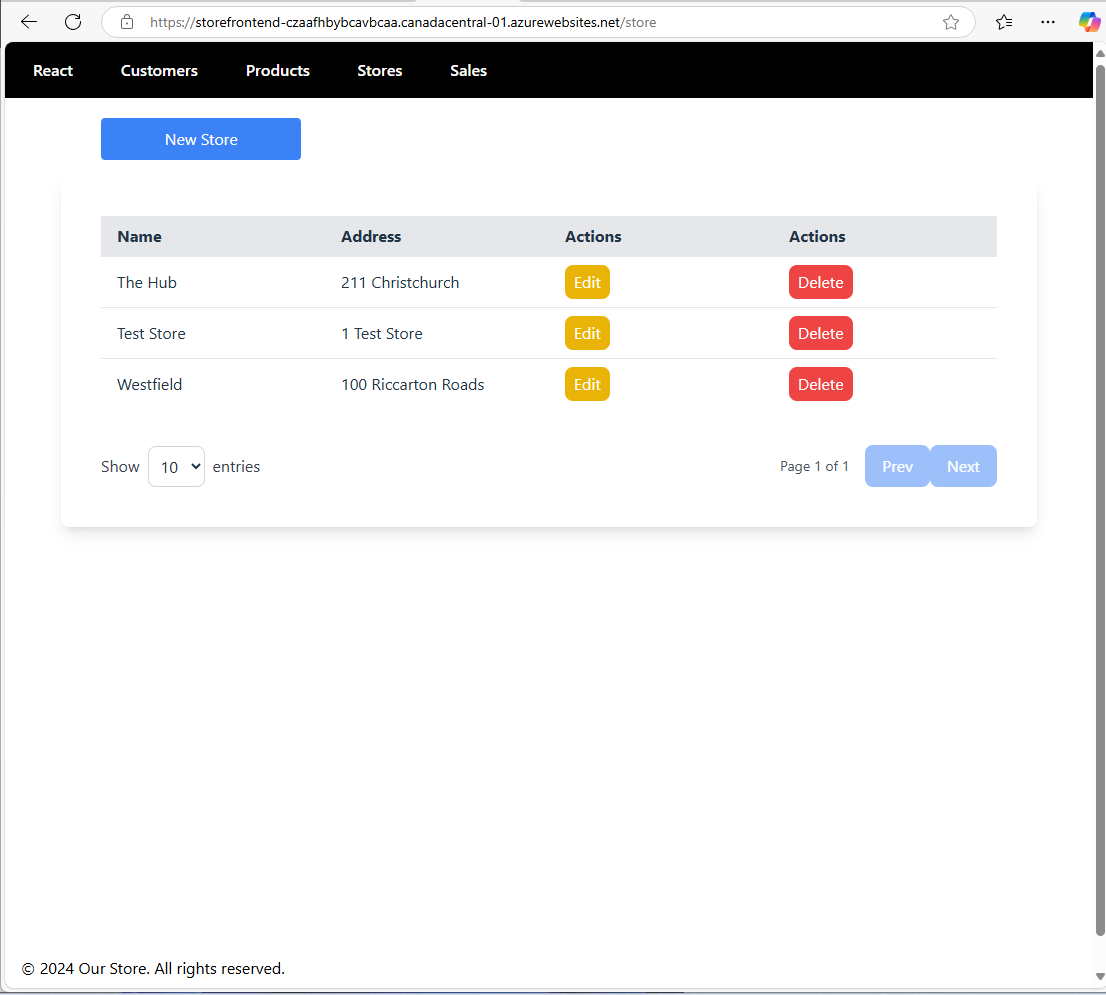 https://storefrontend-czaafhbybcavbcaa.canadacentral-01.azurewebsites.net/store
React Customers Products Stores Sales
New Store
Name Address Actions Actions
The Hub 211 Christchurch Edit Delete
Test Store 1 Test Store Edit Delete
Westfield 100 Riccarton Roads Edit Delete
Show 10 entries Page 1 of 1 Prev Next
© 2024 Our Store. All rights reserved.